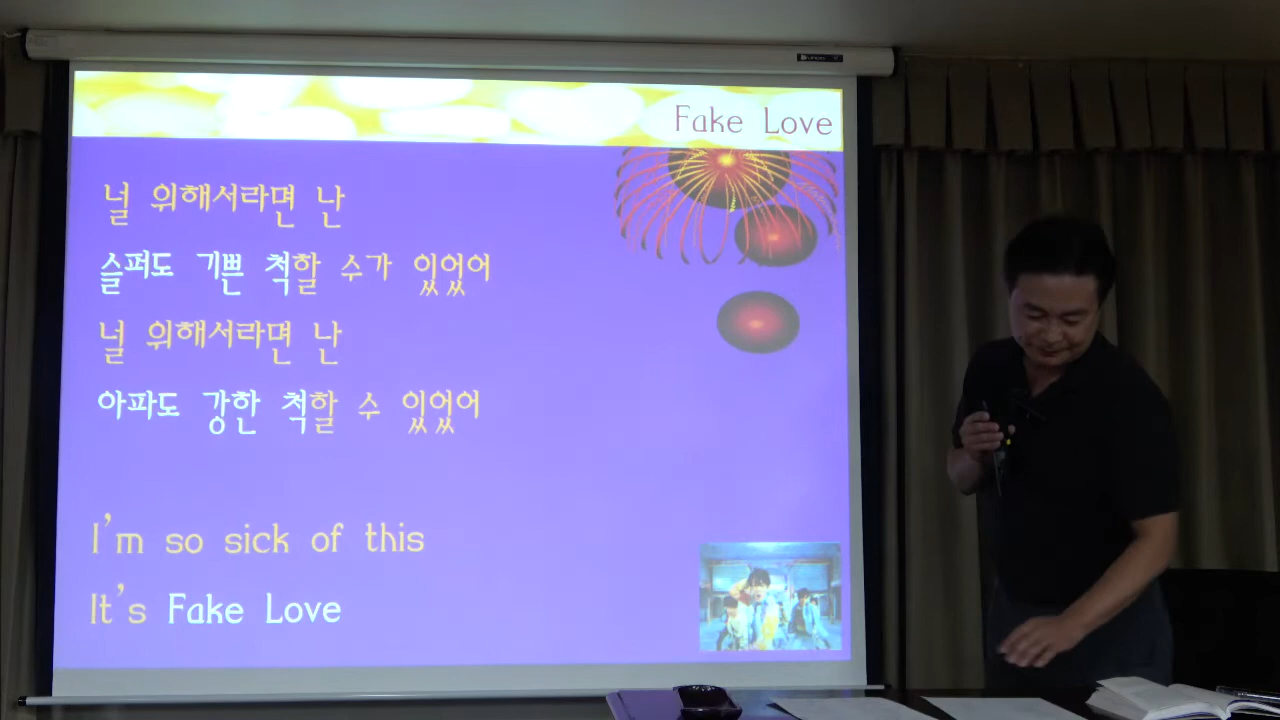 Fake Love
널 위해서라면 난
슬퍼도 기쁜 척할 수가 있었어
널 위해서라면 난
아파도 강한 척할 수 있었어
I'm so sick of this
It's Fake Love